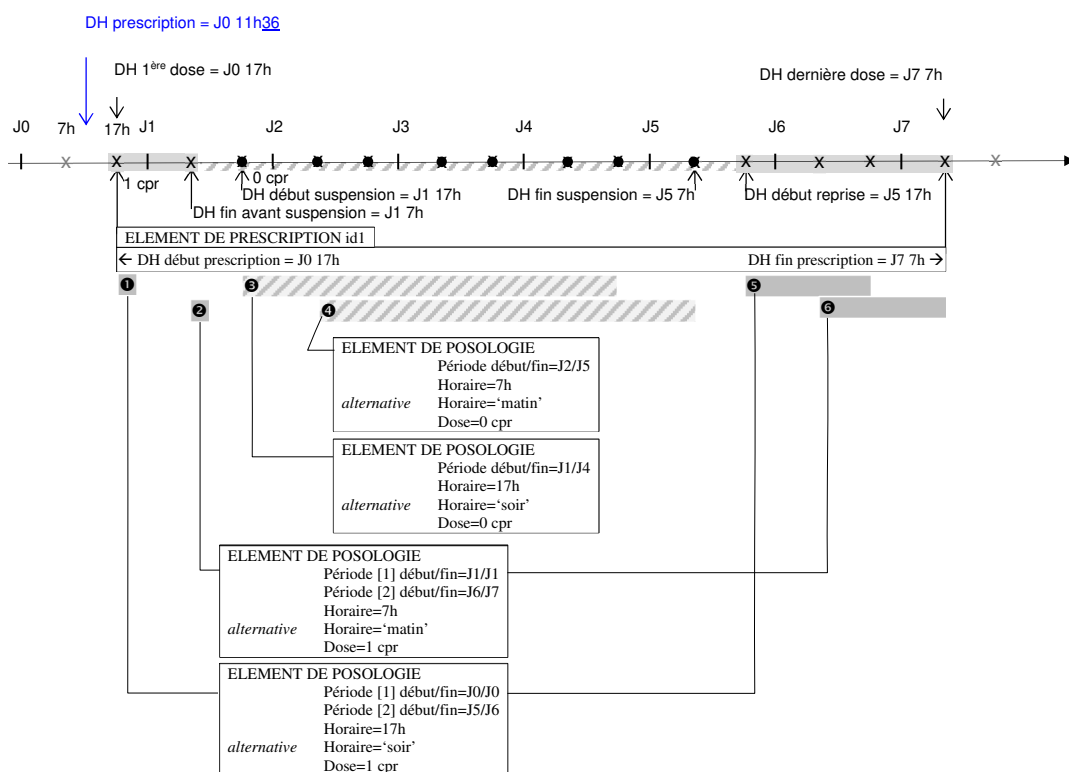 DH prescription = J0 11h36
DH 1ère dose = J0 17h
DH dernière dose = J7 7h
J0 7h 17h J1 J2 J3 J4 J5 J6 J7
x x x x x x x x
1 cpr 0 cpr
DH début suspension = J1 17h DH fin suspension = J5 7h DH début reprise = J5 17h
DH fin avant suspension = J1 7h
ELEMENT DE PRESCRIPTION id1
← DH début prescription = J0 17h DH fin prescription = J7 7h →
❶ ❸ ❺
❷ ❹ ❻
ELEMENT DE POSOLOGIE
Période début/fin=J2/J5
Horaire=7h
alternative Horaire=‘matin’
Dose=0 cpr
ELEMENT DE POSOLOGIE
Période début/fin=J1/J4
Horaire=17h
alternative Horaire=‘soir’
Dose=0 cpr
ELEMENT DE POSOLOGIE
Période [1] début/fin=J1/J1
Période [2] début/fin=J6/J7
Horaire=7h
alternative Horaire=‘matin’
Dose=1 cpr
ELEMENT DE POSOLOGIE
Période [1] début/fin=J0/J0
Période [2] début/fin=J5/J6
Horaire=17h
alternative Horaire=‘soir’
Dose=1 cpr